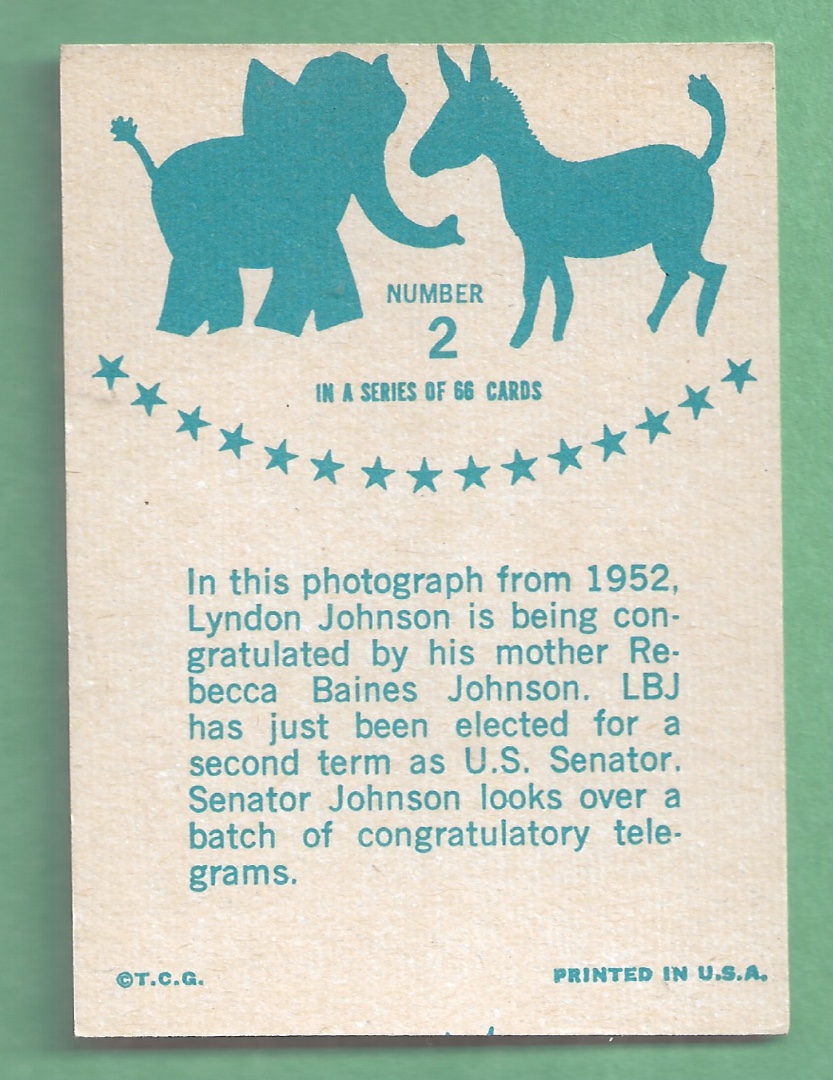 NUMBER
2
IN A SERIES OF 66 CARDS
In this photograph from 1952,
Lyndon Johnson is being con-
gratulated by his mother Re-
becca Baines Johnson. LBJ
has just been elected for a
second term as U.S. Senator.
Senator Johnson looks over a
batch of congratulatory tele-
grams.
©T.C.G.
PRINTED IN U.S.A.